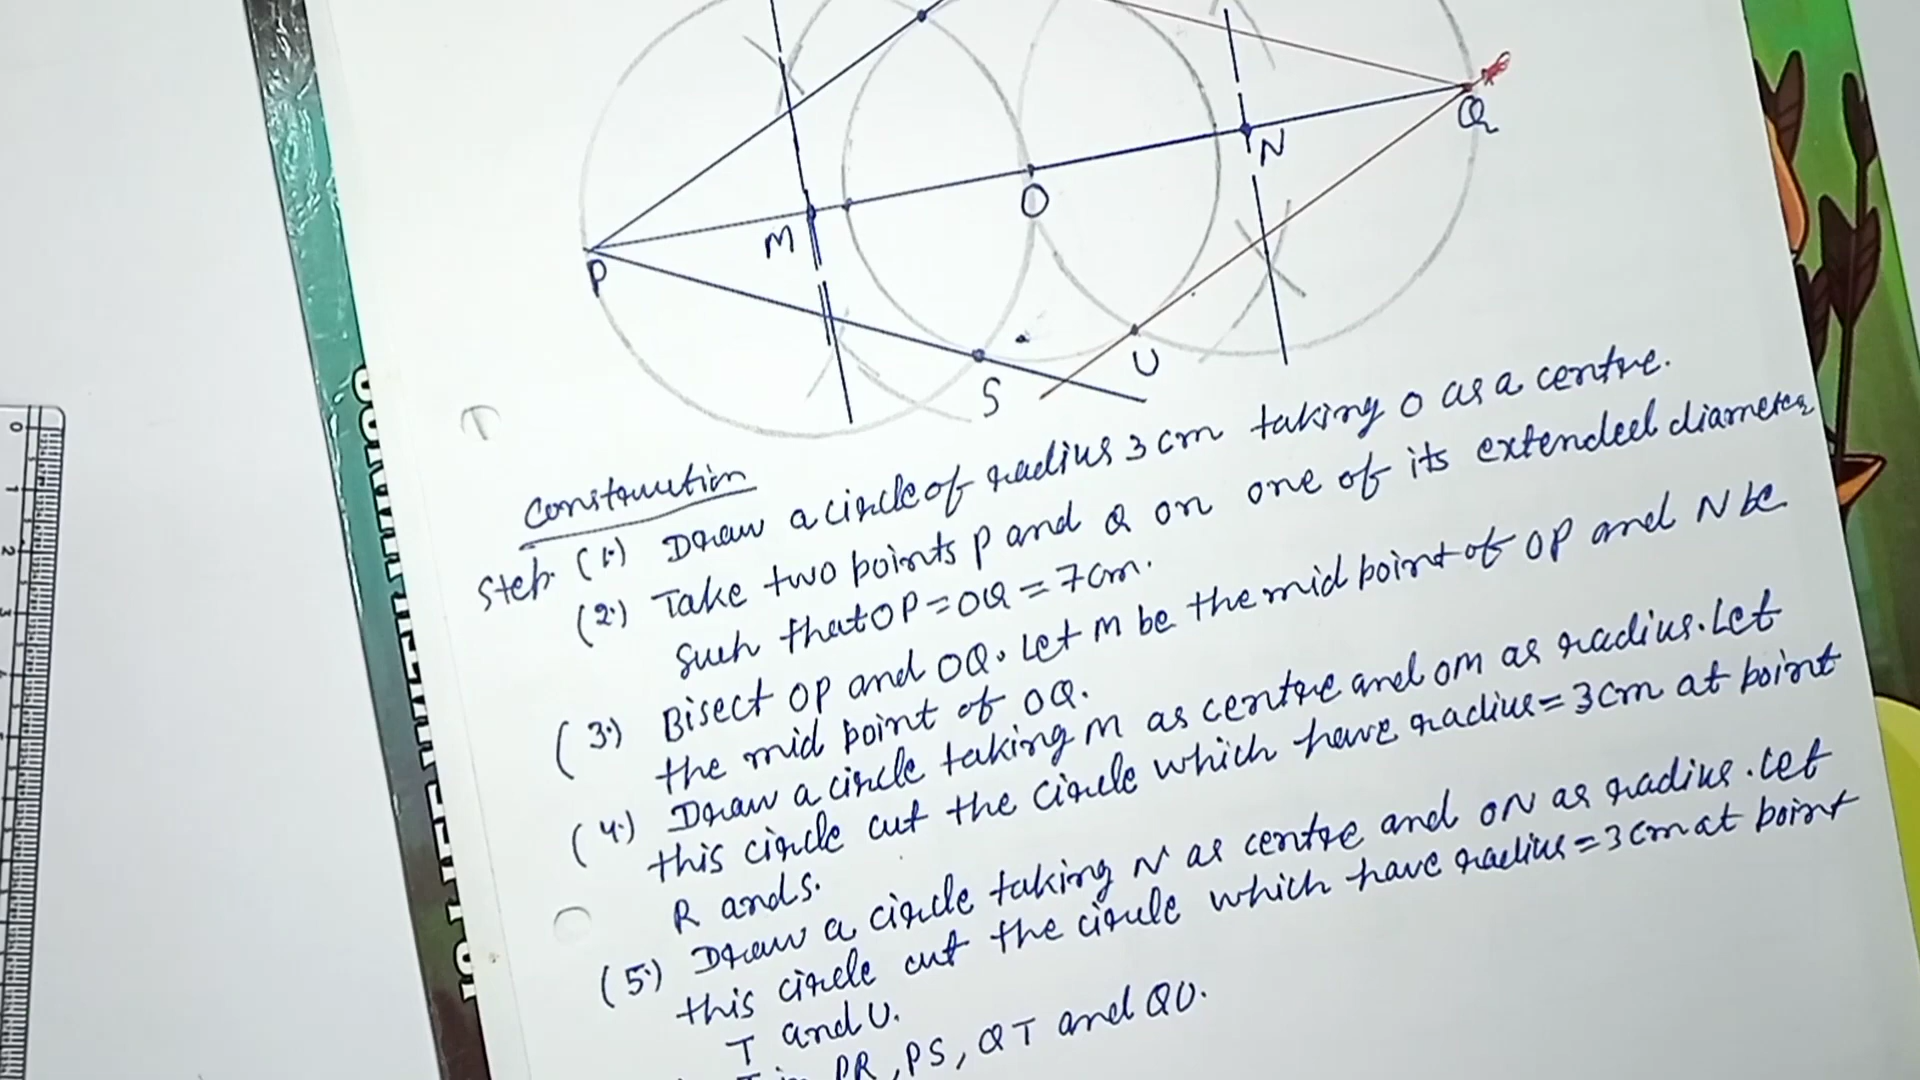 Q
N
O
M
P
U
S
Construction
Step. (1.) Draw a circle of radius 3 cm taking O as a centre.
(2.) Take two points P and Q on one of its extended diameter
such that OP = OQ = 7cm.
(3.) Bisect OP and OQ. Let M be the mid point of OP and N be
the mid point of OQ.
(4.) Draw a circle taking M as centre and OM as radius. Let
this circle cut the circle which have radius = 3cm at point
R and S.
(5.) Draw a circle taking N as centre and ON as radius. Let
this circle cut the circle which have radius = 3cm at point
T and U.
PR, PS, QT and QU.
0
1
2
3